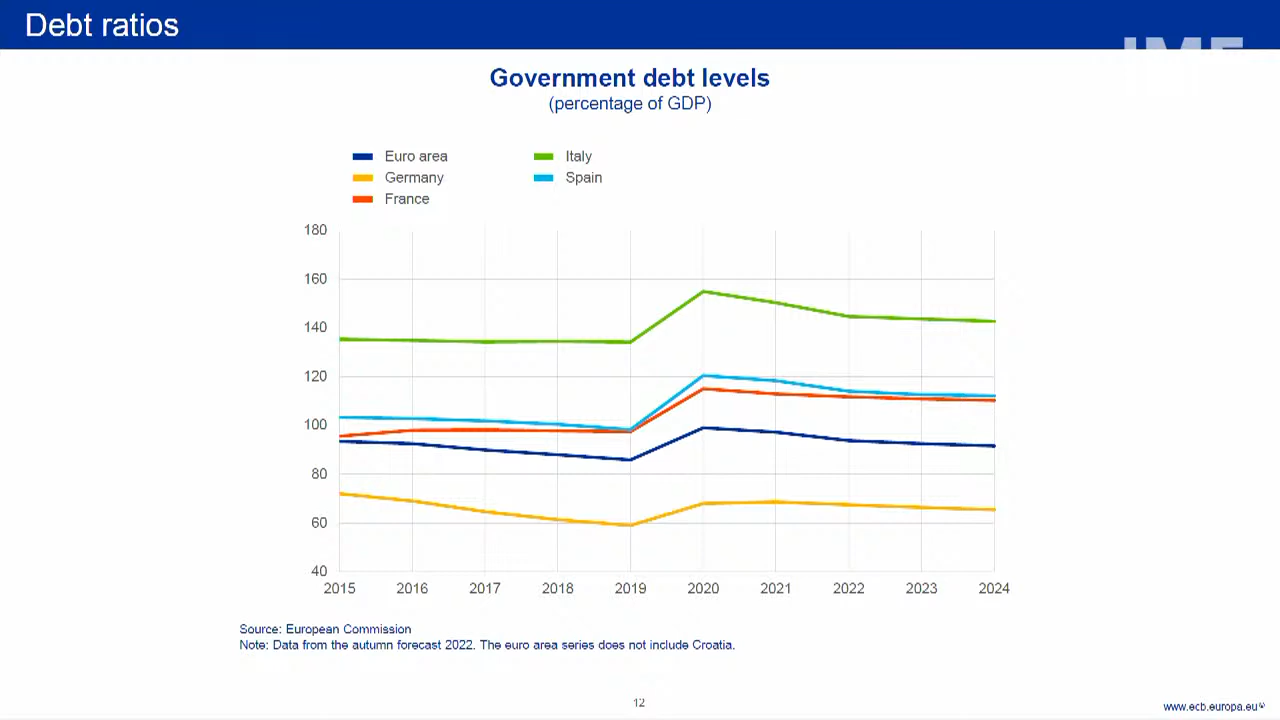 Debt ratios
IMF
Government debt levels
(percentage of GDP)
Euro area
Italy
Germany
Spain
France
180
160
140
120
100
80
60
40
2015 2016 2017 2018 2019 2020 2021 2022 2023 2024
Source: European Commission
Note: Data from the autumn forecast 2022. The euro area series does not include Croatia.
12
www.ecb.europa.eu©